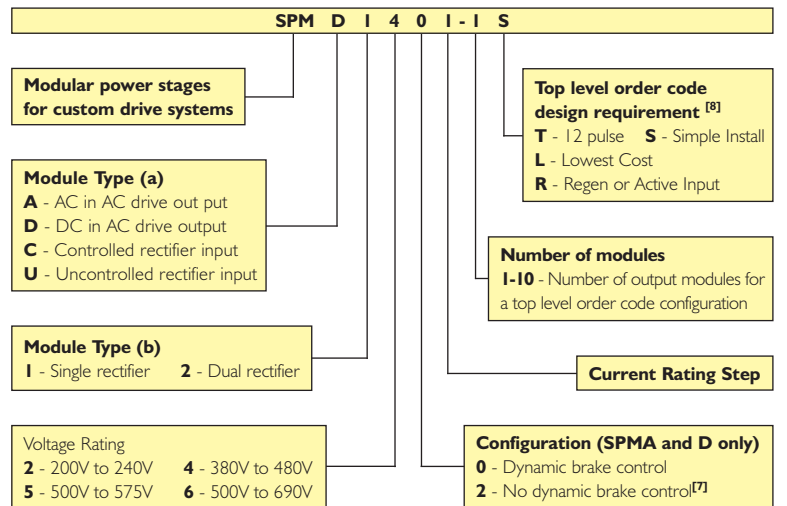 SPM D 1 4 0 1 - 1 S
Modular power stages
for custom drive systems
Top level order code
design requirement [8]
T - 12 pulse S - Simple Install
L - Lowest Cost
R - Regen or Active Input
Module Type (a)
A - AC in AC drive out put
D - DC in AC drive output
C - Controlled rectifier input
U - Uncontrolled rectifier input
Number of modules
1-10 - Number of output modules for
a top level order code configuration
Module Type (b)
1 - Single rectifier 2 - Dual rectifier
Current Rating Step
Voltage Rating
2 - 200V to 240V 4 - 380V to 480V
5 - 500V to 575V 6 - 500V to 690V
Configuration (SPMA and D only)
0 - Dynamic brake control
2 - No dynamic brake control[7]